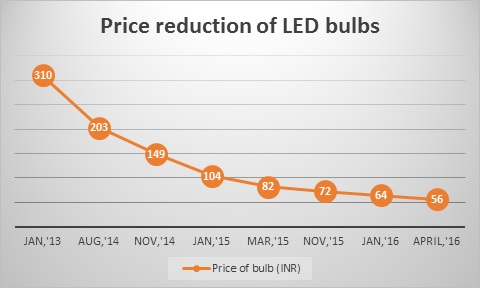 Price reduction of LED bulbs
310
203
149
104
82
72
64
56
JAN,'13 AUG,'14 NOV,'14 JAN,'15 MAR,'15 NOV,'15 JAN,'16 APRIL,'16
Price of bulb (INR)